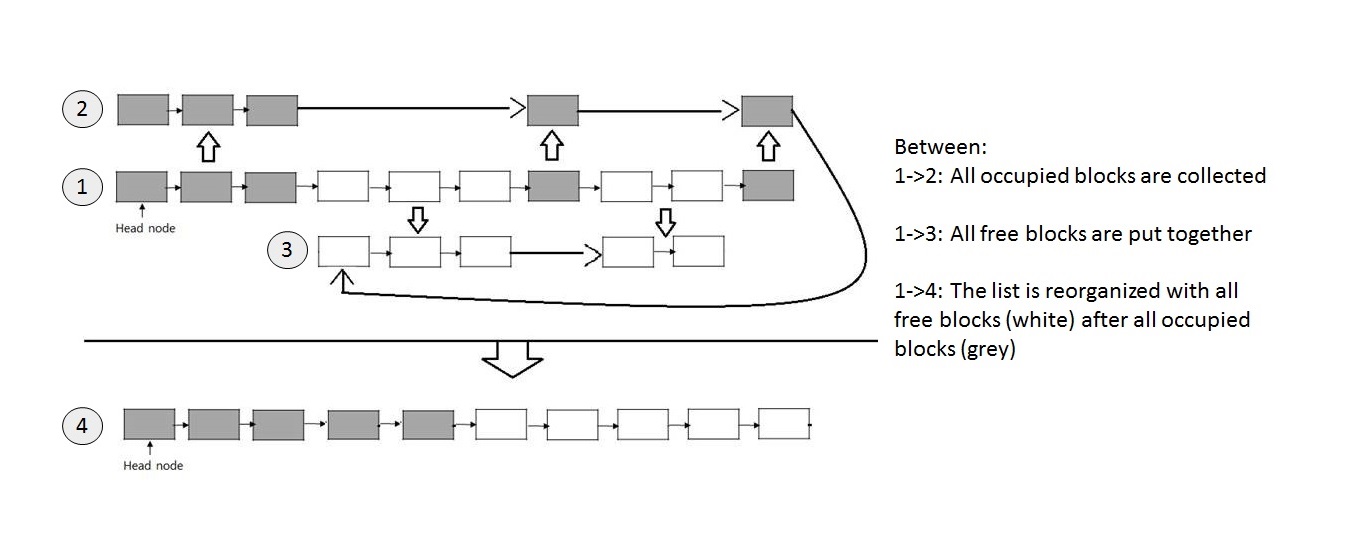 2
1
Head node
3
Between:
1->2: All occupied blocks are collected
1->3: All free blocks are put together
1->4: The list is reorganized with all
free blocks (white) after all occupied
blocks (grey)
4
Head node